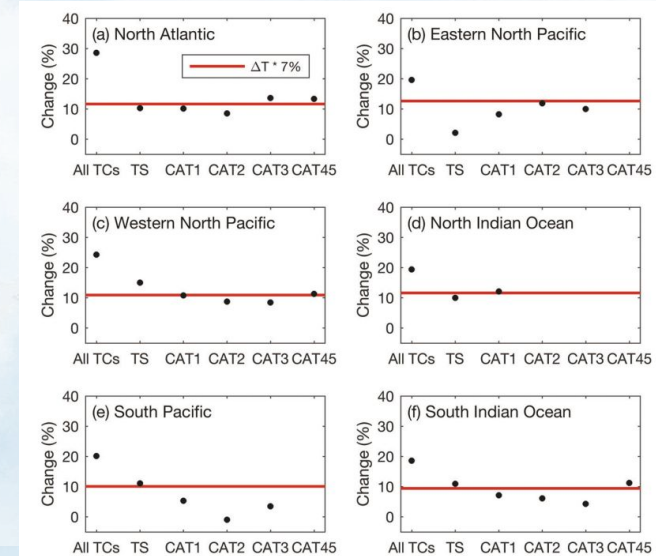 (a) North Atlantic
ΔT * 7%
Change (%)
40
30
20
10
0
All TCs TS CAT1 CAT2 CAT3 CAT45
(b) Eastern North Pacific
Change (%)
40
30
20
10
0
All TCs TS CAT1 CAT2 CAT3 CAT45
(c) Western North Pacific
Change (%)
40
30
20
10
0
All TCs TS CAT1 CAT2 CAT3 CAT45
(d) North Indian Ocean
Change (%)
40
30
20
10
0
All TCs TS CAT1 CAT2 CAT3 CAT45
(e) South Pacific
Change (%)
40
30
20
10
0
All TCs TS CAT1 CAT2 CAT3 CAT45
(f) South Indian Ocean
Change (%)
40
30
20
10
0
All TCs TS CAT1 CAT2 CAT3 CAT45